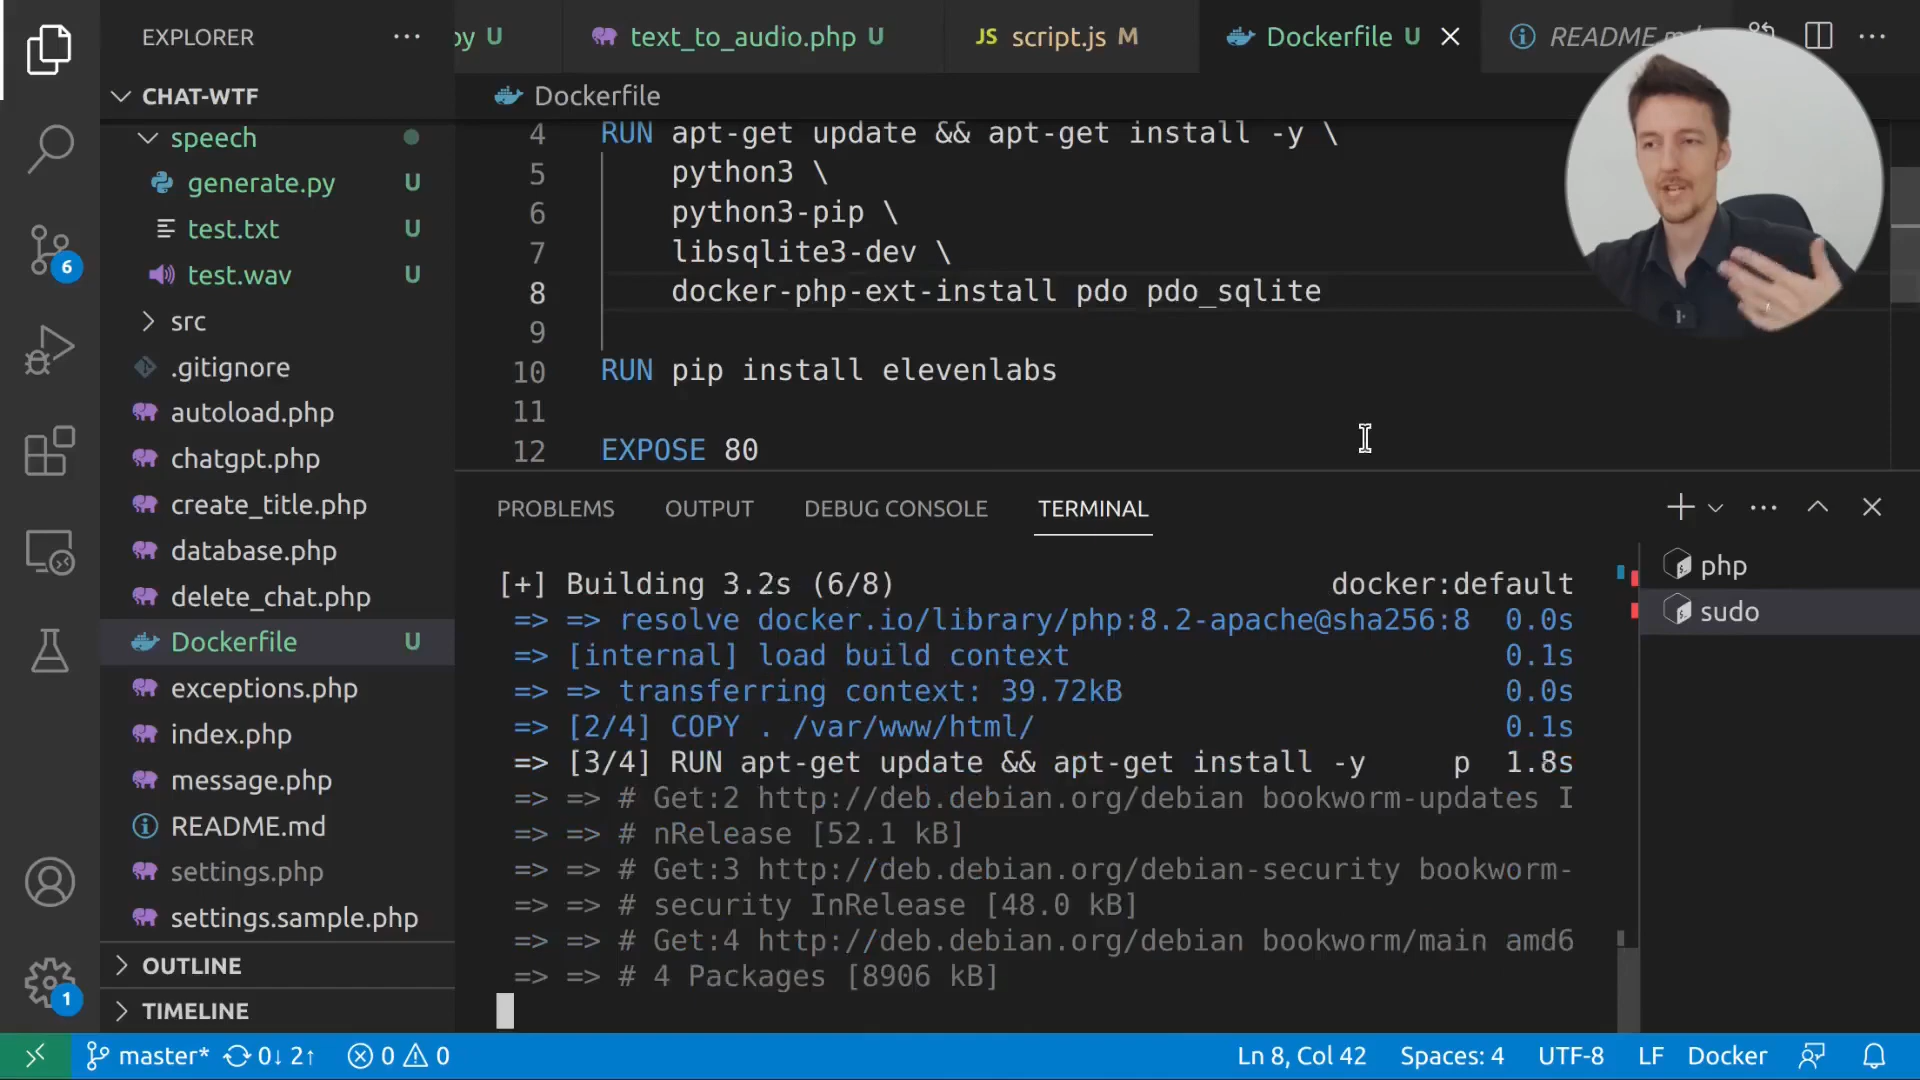 EXPLORER
CHAT-WTF
speech
generate.py U
test.txt U
test.wav U
src
.gitignore
autoload.php
chatgpt.php
create_title.php
database.php
delete_chat.php
Dockerfile U
exceptions.php
index.php
message.php
README.md
settings.php
settings.sample.php
OUTLINE
TIMELINE
6
1
py U
text_to_audio.php U
JS script.js M
Dockerfile U
Dockerfile
4 RUN apt-get update && apt-get install -y \
5 python3 \
6 python3-pip \
7 libsqlite3-dev \
8 docker-php-ext-install pdo pdo_sqlite
9
10 RUN pip install elevenlabs
11
12 EXPOSE 80
PROBLEMS OUTPUT DEBUG CONSOLE TERMINAL
[+] Building 3.2s (6/8) docker:default
=> => resolve docker.io/library/php:8.2-apache@sha256:8 0.0s
=> [internal] load build context 0.1s
=> => transferring context: 39.72kB 0.0s
=> [2/4] COPY . /var/www/html/ 0.1s
=> [3/4] RUN apt-get update && apt-get install -y p 1.8s
=> => # Get:2 http://deb.debian.org/debian bookworm-updates I
=> => # nRelease [52.1 kB]
=> => # Get:3 http://deb.debian.org/debian-security bookworm-
=> => # security InRelease [48.0 kB]
=> => # Get:4 http://deb.debian.org/debian bookworm/main amd6
=> => # 4 Packages [8906 kB]
php
sudo
master* 0↓ 2↑ 0 0
Ln 8, Col 42 Spaces: 4 UTF-8 LF Docker